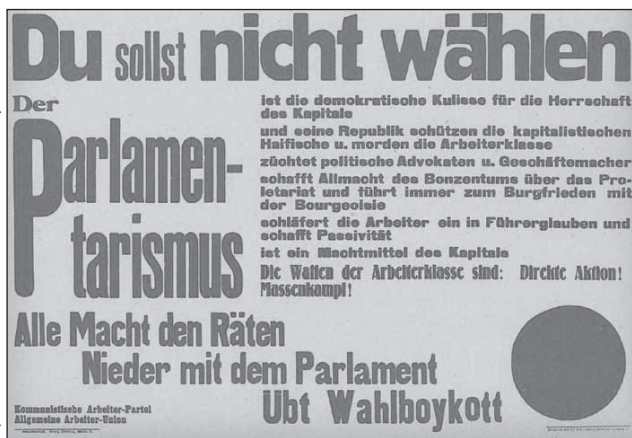 Du sollst nicht wählen
Der
Parlamen-
tarismus
ist die demokratische Kulisse für die Herrschaft
des Kapitals
und seine Republik schützen die kapitalistischen
Haifische u. morden die Arbeiterklasse
züchtet politische Advokaten u. Geschäftemacher
schafft Allmacht des Bonzentums über das Pro-
letariat und führt immer zum Burgfrieden mit
der Bourgeoisie
schläfert die Arbeiter ein in Führerglauben und
schafft Passivität
ist ein Machtmittel des Kapitals
Die Waffen der Arbeiterklasse sind: Direkte Aktion!
Massenkampf!
Alle Macht den Räten
Nieder mit dem Parlament
Ubt Wahlboykott
Kommunistische Arbeiter-Partei
Allgemeine Arbeiter-Union